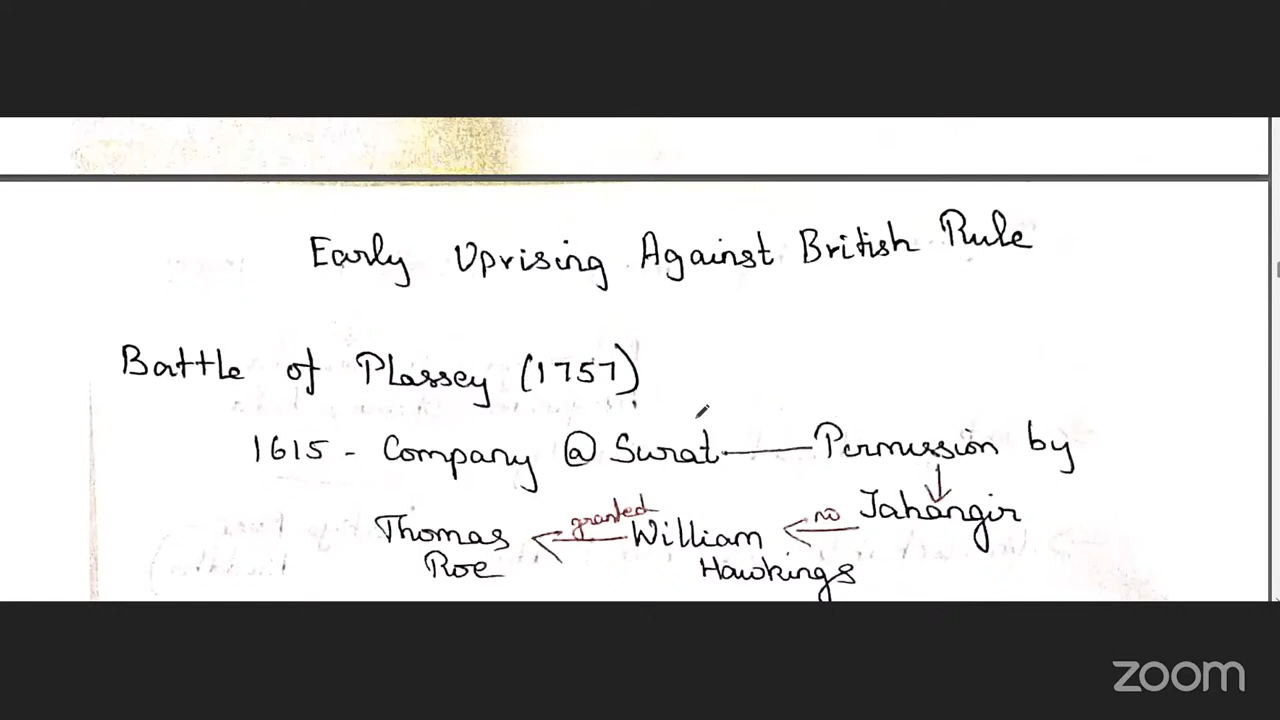 Early Uprising Against British Rule
Battle of Plassey (1757)
1615 - Company @ Surat —— Permission by
Thomas Roe ← granted William Hawkings ← no Jahangir
zoom